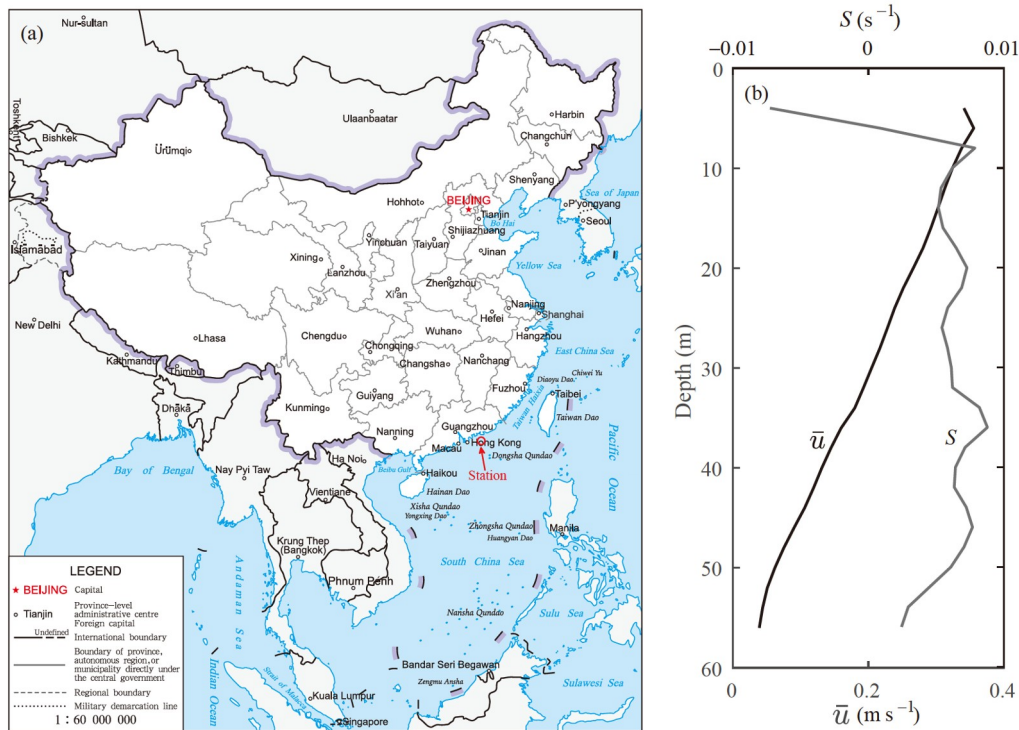 (a)
Nur-sultan
Ulaanbaatar
Harbin
Changchun
Toshkent
Bishkek
Ürümqi
Shenyang
Sea of Japan
Hohhot
BEIJING
P'yongyang
Tianjin
Bo Hai
Seoul
Shijiazhuang
Islāmābād
Yinchuan
Taiyuan
Jinan
Xining
Lanzhou
Yellow Sea
Zhengzhou
Xi'an
Nanjing
Hefei
Shanghai
New Delhi
Lhasa
Chengdu
Wuhan
Hangzhou
Chongqing
East China Sea
Kathmandu
Thimbu
Changsha
Nanchang
Chiwei Yu
Diaoyu Dao
Guiyang
Fuzhou
Taibei
Dhaka
Kunming
Taiwan Haixia
Taiwan Dao
Guangzhou
Nanning
Macau
Hong Kong
Pacific Ocean
Bay of Bengal
Ha Noi
Beibu Gulf
Dongsha Qundao
Station
Nay Pyi Taw
Haikou
Hainan Dao
Vientiane
Xisha Qundao
Yongxing Dao
Krung Thep
(Bangkok)
Zhongsha Qundao
Huangyan Dao
Manila
South China Sea
Andaman Sea
Phnum Penh
Nansha Qundao
Sulu Sea
Bandar Seri Begawan
Zengmu Ansha
Indian Ocean
Strait of Malacca
Kuala Lumpur
Sulawesi Sea
Singapore
LEGEND
BEIJING Capital
Tianjin Province-level
administrative centre
Foreign capital
Undefined International boundary
Boundary of province,
autonomous region,or
municipality directly under
the central government
Regional boundary
Military demarcation line
1:60 000 000
S (s⁻¹)
−0.01 0 0.01
(b)
0
10
20
30
40
50
60
Depth (m)
ū
S
0 0.2 0.4
ū (m s⁻¹)